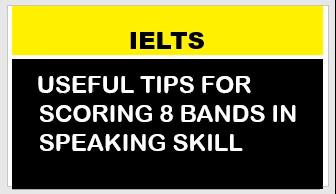 IELTS
USEFUL TIPS FOR
SCORING 8 BANDS IN
SPEAKING SKILL